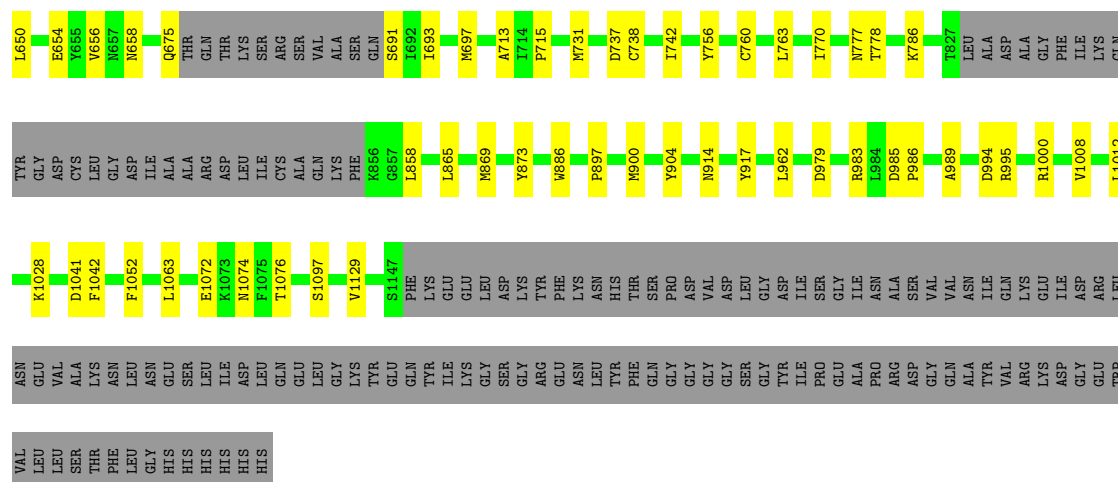 L650 E654 Y655 V656 N657 N658 Q675 THR GLN THR LYS SER ARG SER VAL ALA SER GLN S691 I692 I693 M697 A713 I714 P715 M731 D737 C738 I742 Y756 C760 L763 I770 N777 T778 K786 T827 LEU ALA ASP ALA GLY PHE ILE LYS GLN
TYR GLY ASP CYS LEU GLY ASP ILE ALA ALA ARG ASP LEU ILE CYS ALA GLN LYS PHE K856 G857 L858 L865 M869 Y873 W886 P897 M900 Y904 N914 Y917 L962 D979 R983 L984 D985 P986 A989 D994 R995 R1000 V1008 L1012
K1028 D1041 F1042 F1052 L1063 E1072 K1073 N1074 F1075 T1076 S1097 V1129 S1147 PHE LYS GLU GLU LEU ASP LYS TYR PHE LYS ASN HIS THR SER PRO ASP VAL ASP LEU GLY ASP ILE SER GLY ILE ASN ALA SER VAL VAL ASN ILE GLN LYS GLU ILE ASP ARG LEU
ASN GLU VAL ALA LYS ASN LEU ASN GLU SER LEU ILE ASP LEU GLN GLU LEU GLY LYS TYR GLU GLN TYR ILE LYS GLY SER GLY ARG GLU ASN LEU TYR PHE GLN GLY GLY GLY GLY SER GLY TYR ILE PRO GLU ALA PRO ARG ASP GLY GLN ALA TYR VAL ARG LYS ASP GLY GLU TRP
VAL LEU LEU SER THR PHE LEU GLY HIS HIS HIS HIS HIS HIS